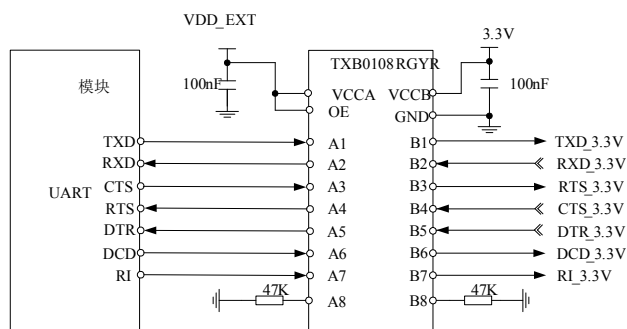 VDD_EXT
3.3V
TXB0108RGYR
100nF
模块
VCCA
VCCB
100nF
OE
GND
TXD
A1
B1
TXD_3.3V
RXD
A2
B2
RXD_3.3V
CTS
A3
B3
RTS_3.3V
UART
RTS
A4
B4
CTS_3.3V
DTR
A5
B5
DTR_3.3V
DCD
A6
B6
DCD_3.3V
RI
A7
B7
RI_3.3V
47K
A8
B8
47K